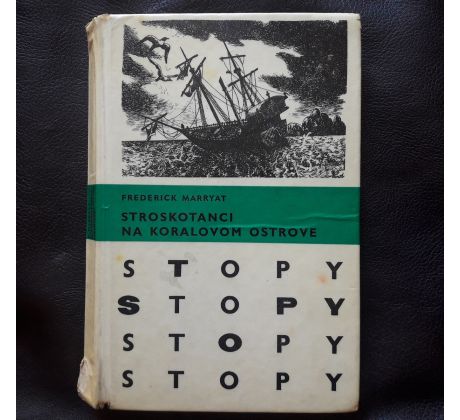 FREDERICK MARRYAT
STROSKOTANCI
NA KORALOVOM OSTROVE
STOPY
STOPY
STOPY
STOPY